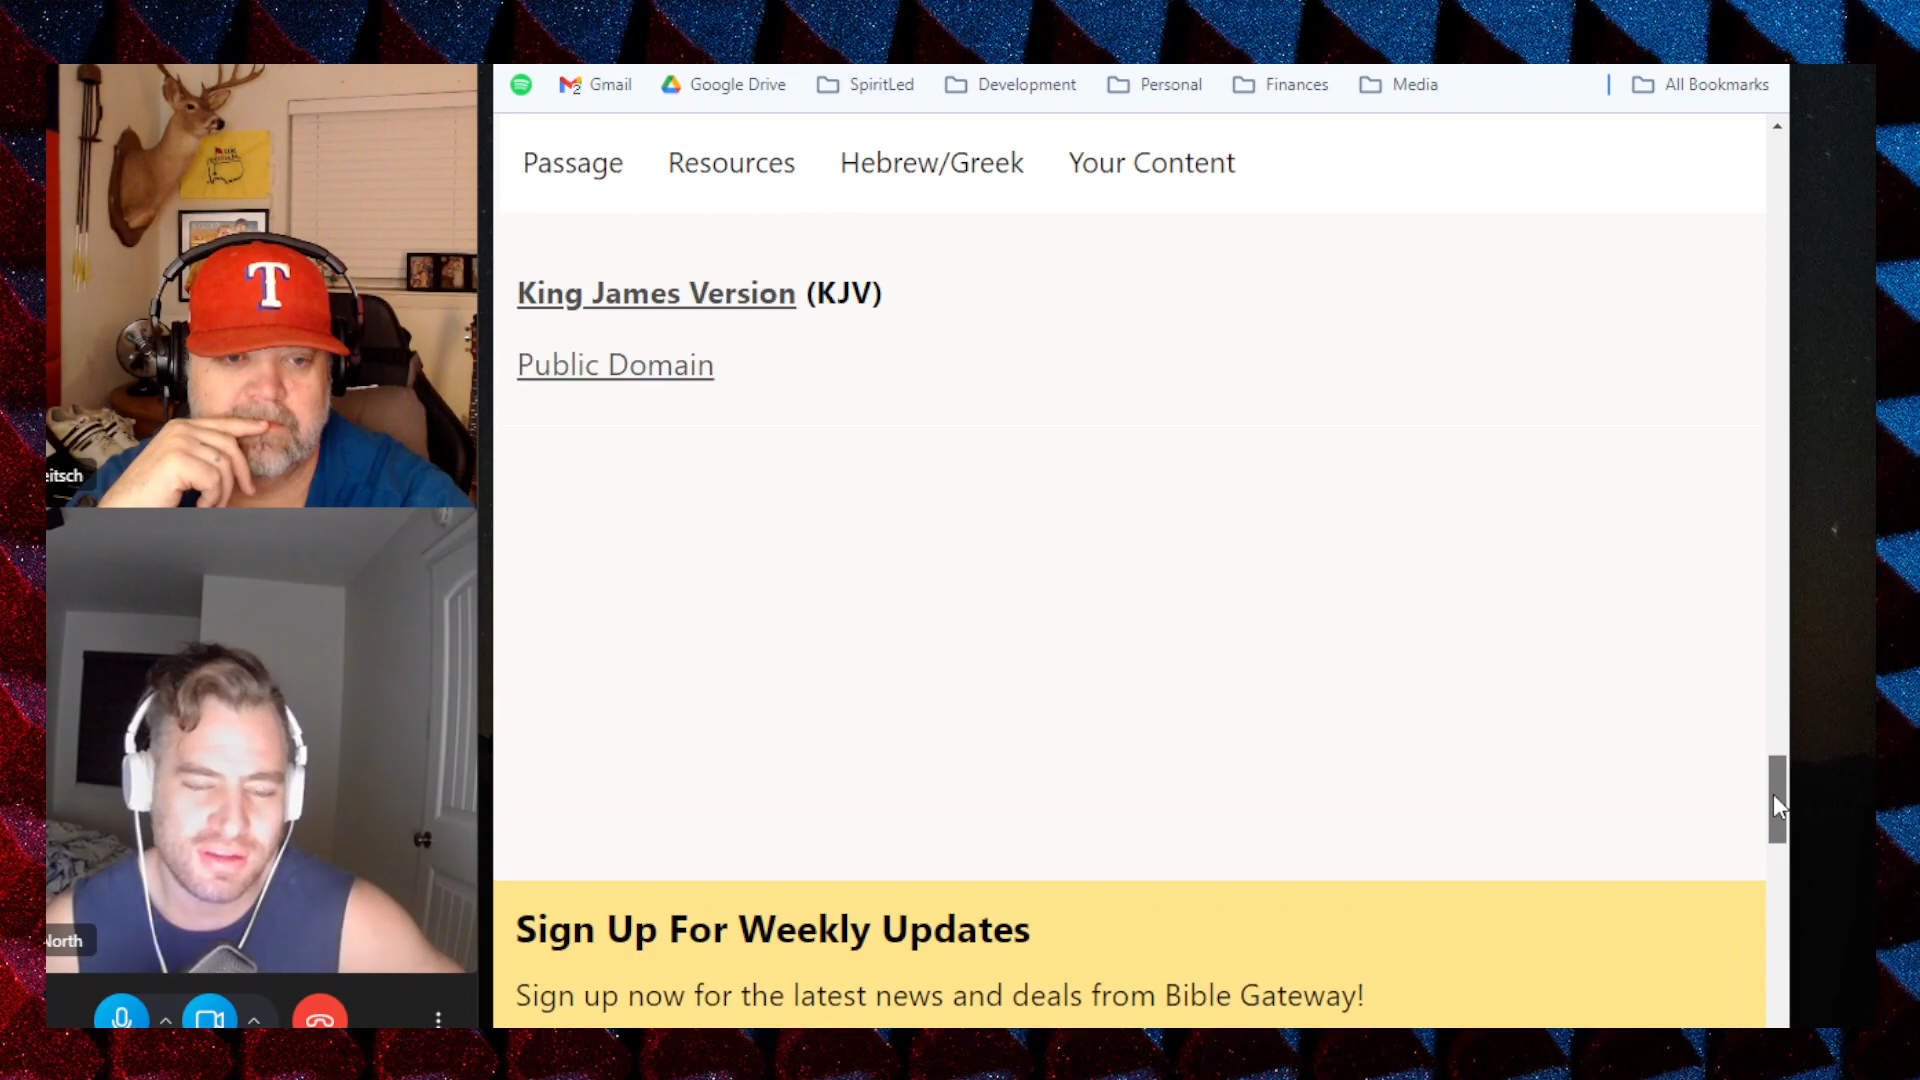 Gmail Google Drive SpiritLed Development Personal Finances Media All Bookmarks
Passage Resources Hebrew/Greek Your Content
T
King James Version (KJV)
Public Domain
eitsch
North
Sign Up For Weekly Updates
Sign up now for the latest news and deals from Bible Gateway!